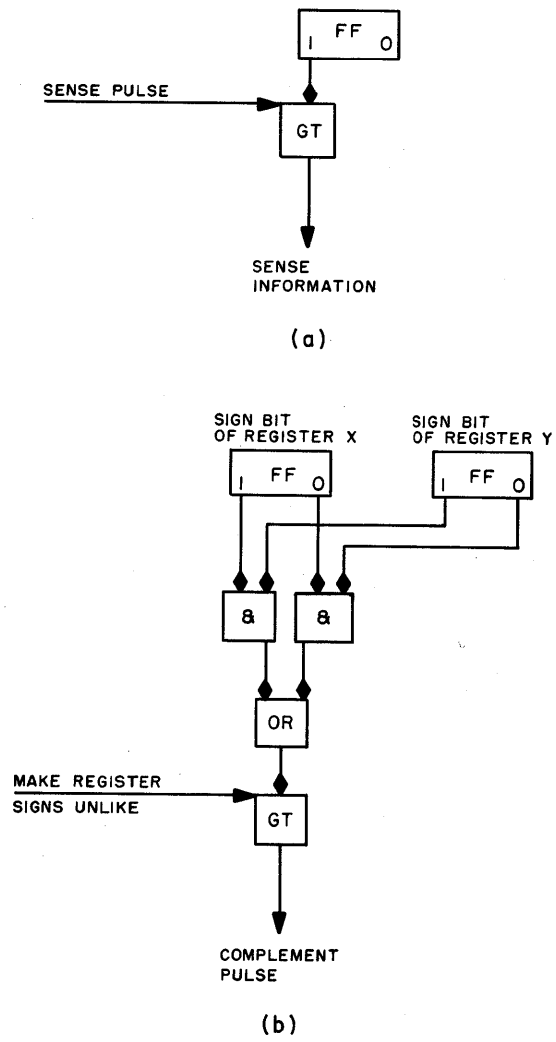 FF
1 0
SENSE PULSE
GT
SENSE
INFORMATION
(a)
SIGN BIT
OF REGISTER X
SIGN BIT
OF REGISTER Y
FF
1 0
FF
1 0
&
&
OR
MAKE REGISTER
SIGNS UNLIKE
GT
COMPLEMENT
PULSE
(b)